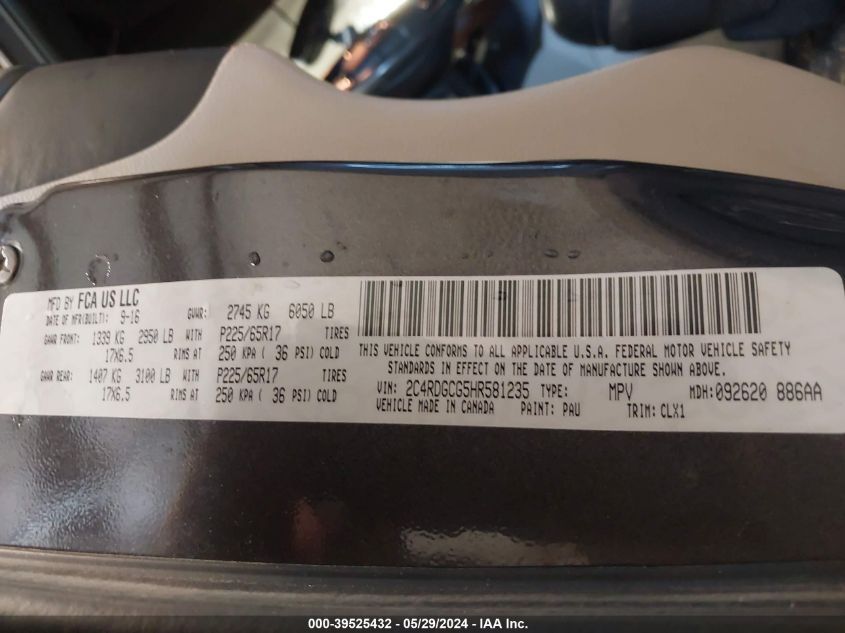 MFD BY FCA US LLC
DATE OF MFR(BUILT): 9-16 GVWR: 2745 KG 6050 LB
GAWR FRONT: 1339 KG 2950 LB WITH P225/65R17 TIRES
17X6.5 RIMS AT 250 KPA ( 36 PSI) COLD
GAWR REAR: 1407 KG 3100 LB WITH P225/65R17 TIRES
17X6.5 RIMS AT 250 KPA ( 36 PSI) COLD
THIS VEHICLE CONFORMS TO ALL APPLICABLE U.S.A. FEDERAL MOTOR VEHICLE SAFETY
STANDARDS IN EFFECT ON THE DATE OF MANUFACTURE SHOWN ABOVE.
VIN: 2C4RDGCG5HR581235 TYPE: MPV MDH:092620 886AA
VEHICLE MADE IN CANADA PAINT: PAU TRIM: CLX1
000-39525432 - 05/29/2024 - IAA Inc.